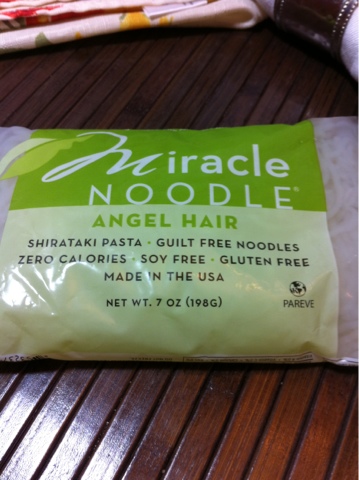 Miracle
NOODLE®
ANGEL HAIR
SHIRATAKI PASTA · GUILT FREE NOODLES
ZERO CALORIES · SOY FREE · GLUTEN FREE
MADE IN THE USA
NET WT. 7 OZ (198G)
PAREVE